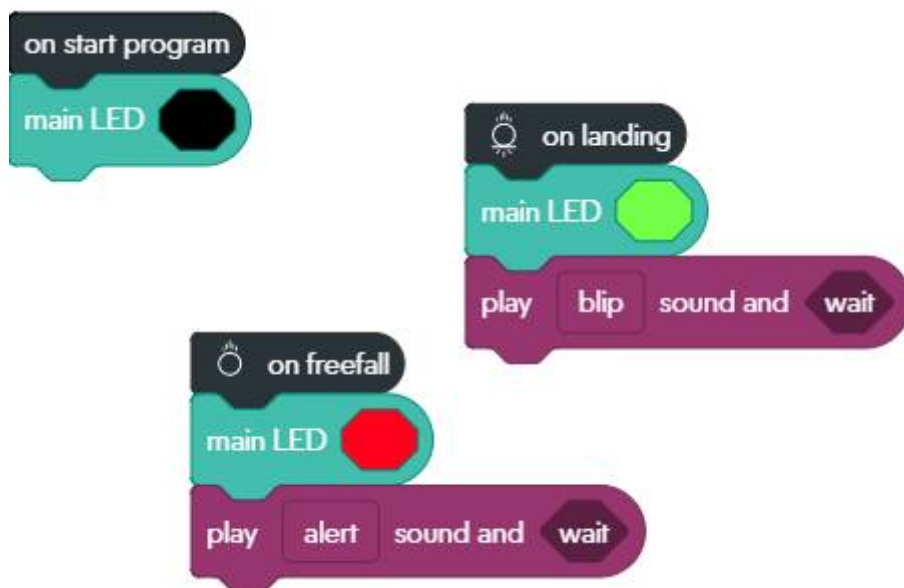 on start program
main LED
on landing
main LED
play blip sound and wait
on freefall
main LED
play alert sound and wait